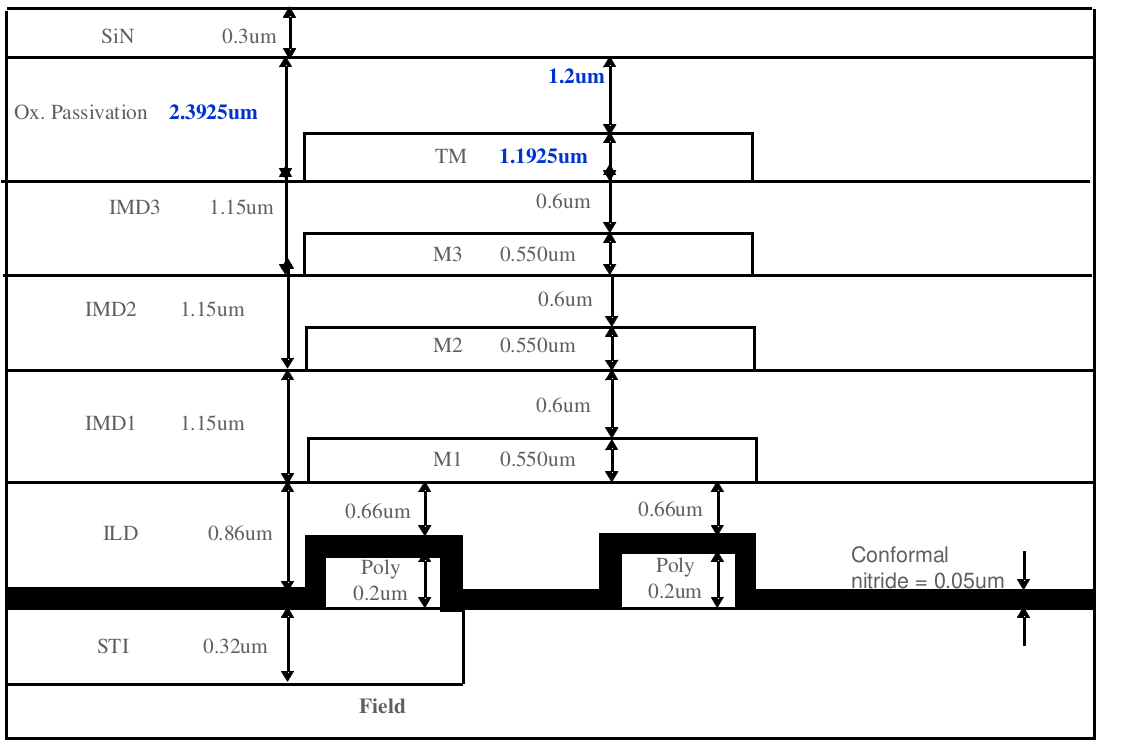 SiN 0.3um
1.2um
Ox. Passivation 2.3925um
TM 1.1925um
IMD3 1.15um
0.6um
M3 0.550um
IMD2 1.15um
0.6um
M2 0.550um
0.6um
IMD1 1.15um
M1 0.550um
0.66um
0.66um
ILD 0.86um
Poly
0.2um
Poly
0.2um
Conformal
nitride = 0.05um
STI 0.32um
Field